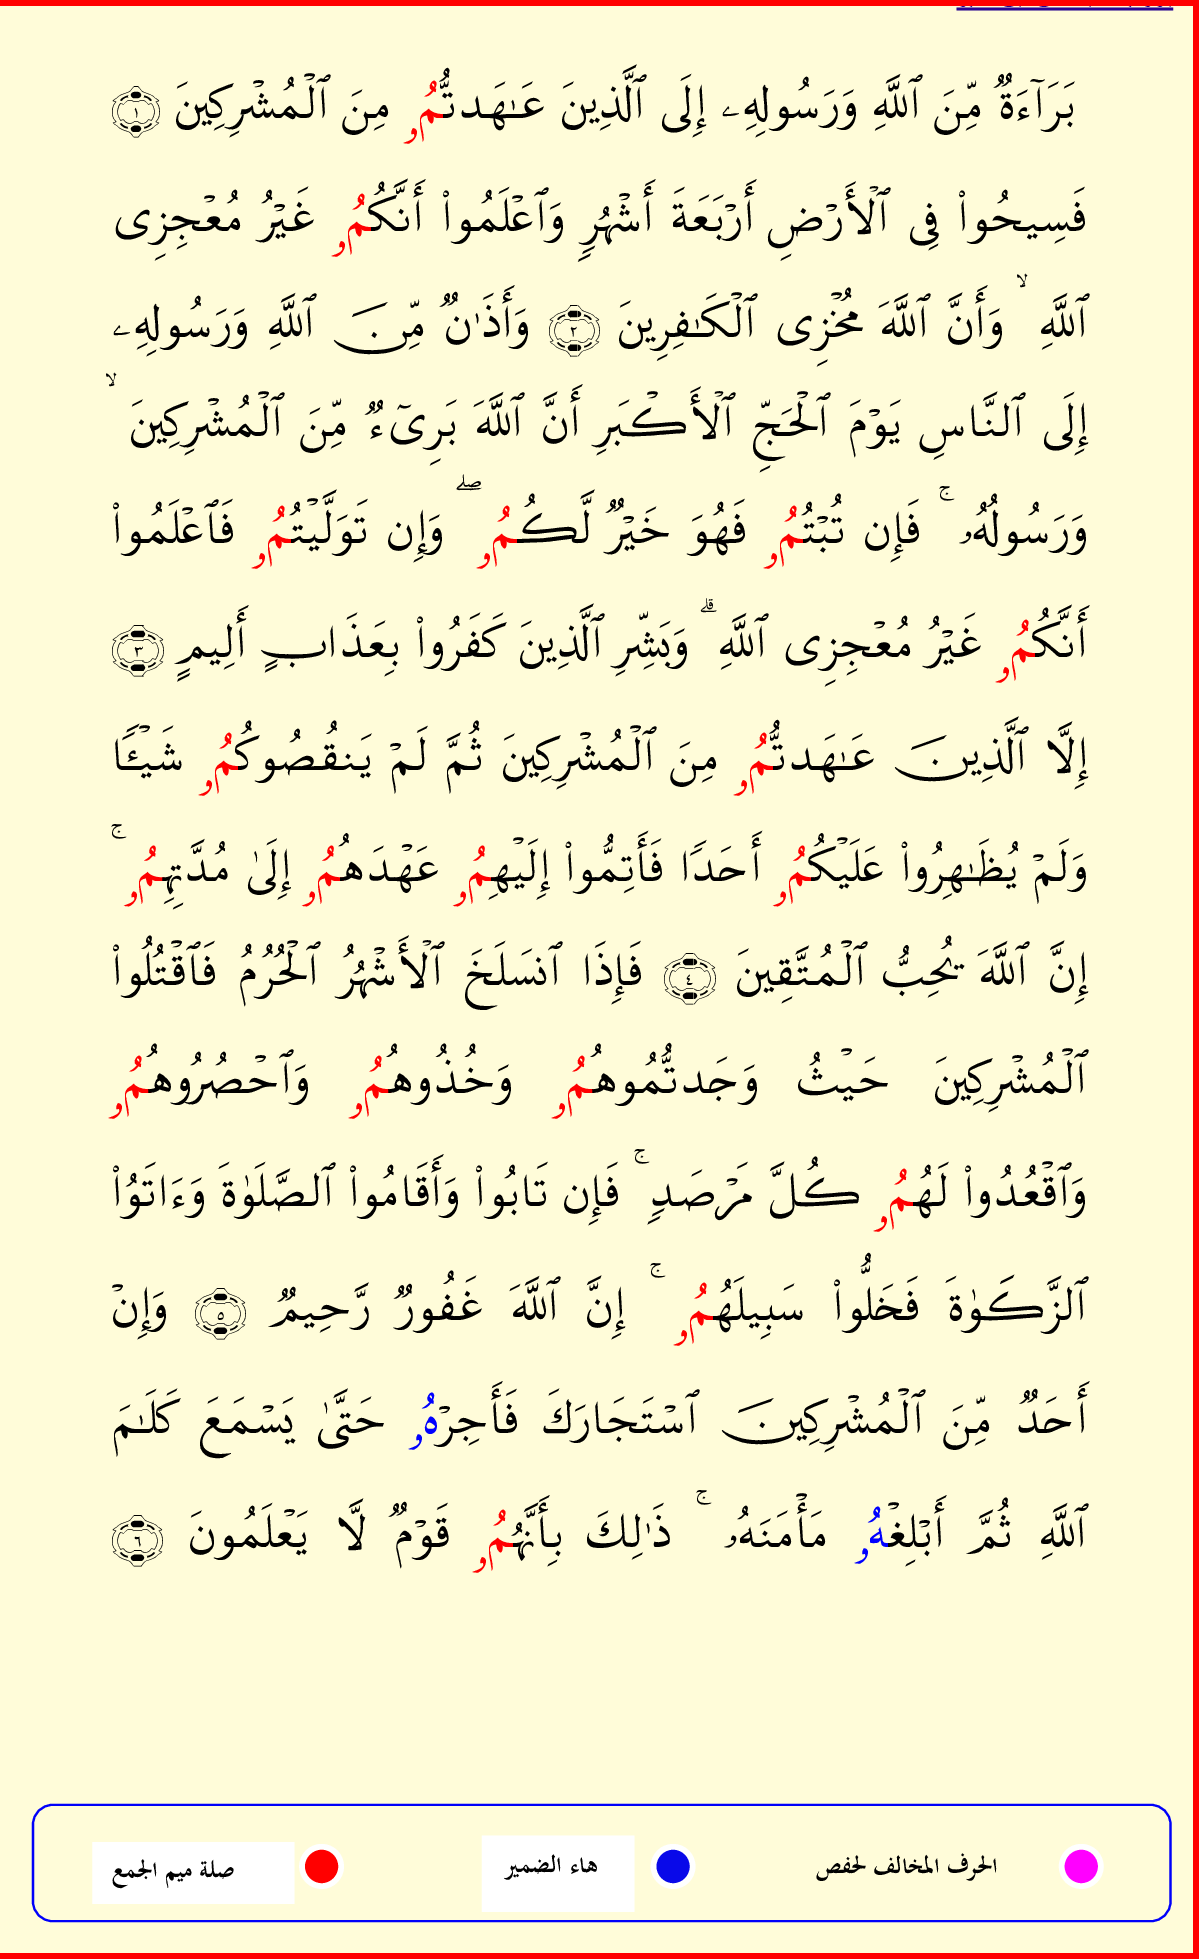 بَرَآءَةٌ مِّنَ ٱللَّهِ وَرَسُولِهِۦ إِلَى ٱلَّذِينَ عَـٰهَدتُّمُۥ مِنَ ٱلْمُشْرِكِينَ ١
فَسِيحُوا۟ فِى ٱلْأَرْضِ أَرْبَعَةَ أَشْهُرٍ وَٱعْلَمُوٓا۟ أَنَّكُمُۥ غَيْرُ مُعْجِزِى
ٱللَّهِ ۙ وَأَنَّ ٱللَّهَ مُخْزِى ٱلْكَـٰفِرِينَ ٢ وَأَذَٰنٌ مِّنَ ٱللَّهِ وَرَسُولِهِۦ
إِلَى ٱلنَّاسِ يَوْمَ ٱلْحَجِّ ٱلْأَكْبَرِ أَنَّ ٱللَّهَ بَرِىٓءٌ مِّنَ ٱلْمُشْرِكِينَ ۙ
وَرَسُولُهُۥ ۚ فَإِن تُبْتُمُۥ فَهُوَ خَيْرٌ لَّكُمُۥ ۖ وَإِن تَوَلَّيْتُمُۥ فَٱعْلَمُوا۟
أَنَّكُمُۥ غَيْرُ مُعْجِزِى ٱللَّهِ ۗ وَبَشِّرِ ٱلَّذِينَ كَفَرُوا۟ بِعَذَابٍ أَلِيمٍ ٣
إِلَّا ٱلَّذِينَ عَـٰهَدتُّمُۥ مِنَ ٱلْمُشْرِكِينَ ثُمَّ لَمْ يَنقُصُوكُمُۥ شَيْـًٔا
وَلَمْ يُظَـٰهِرُوا۟ عَلَيْكُمُۥ أَحَدًا فَأَتِمُّوا۟ إِلَيْهِمُۥ عَهْدَهُمُۥ إِلَىٰ مُدَّتِهِمُۥ ۚ
إِنَّ ٱللَّهَ يُحِبُّ ٱلْمُتَّقِينَ ٤ فَإِذَا ٱنسَلَخَ ٱلْأَشْهُرُ ٱلْحُرُمُ فَٱقْتُلُوا۟
ٱلْمُشْرِكِينَ حَيْثُ وَجَدتُّمُوهُمُۥ وَخُذُوهُمُۥ وَٱحْصُرُوهُمُۥ
وَٱقْعُدُوا۟ لَهُمُۥ كُلَّ مَرْصَدٍ ۚ فَإِن تَابُوا۟ وَأَقَامُوا۟ ٱلصَّلَوٰةَ وَءَاتَوُا۟
ٱلزَّكَوٰةَ فَخَلُّوا۟ سَبِيلَهُمُۥ ۚ إِنَّ ٱللَّهَ غَفُورٌ رَّحِيمٌ ٥ وَإِنْ
أَحَدٌ مِّنَ ٱلْمُشْرِكِينَ ٱسْتَجَارَكَ فَأَجِرْهُۥ حَتَّىٰ يَسْمَعَ كَلَـٰمَ
ٱللَّهِ ثُمَّ أَبْلِغْهُۥ مَأْمَنَهُۥ ۚ ذَٰلِكَ بِأَنَّهُمُۥ قَوْمٌ لَّا يَعْلَمُونَ ٦
الحرف المخالف لحفص هاء الضمير صلة ميم الجمع